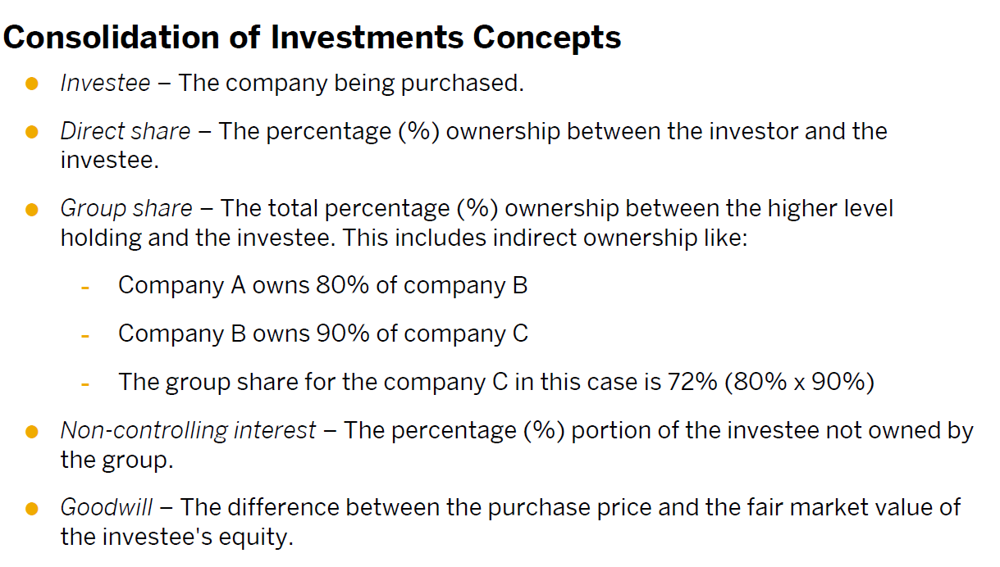 Consolidation of Investments Concepts
● Investee – The company being purchased.
● Direct share – The percentage (%) ownership between the investor and the
investee.
● Group share – The total percentage (%) ownership between the higher level
holding and the investee. This includes indirect ownership like:
- Company A owns 80% of company B
- Company B owns 90% of company C
- The group share for the company C in this case is 72% (80% x 90%)
● Non-controlling interest – The percentage (%) portion of the investee not owned by
the group.
● Goodwill – The difference between the purchase price and the fair market value of
the investee's equity.